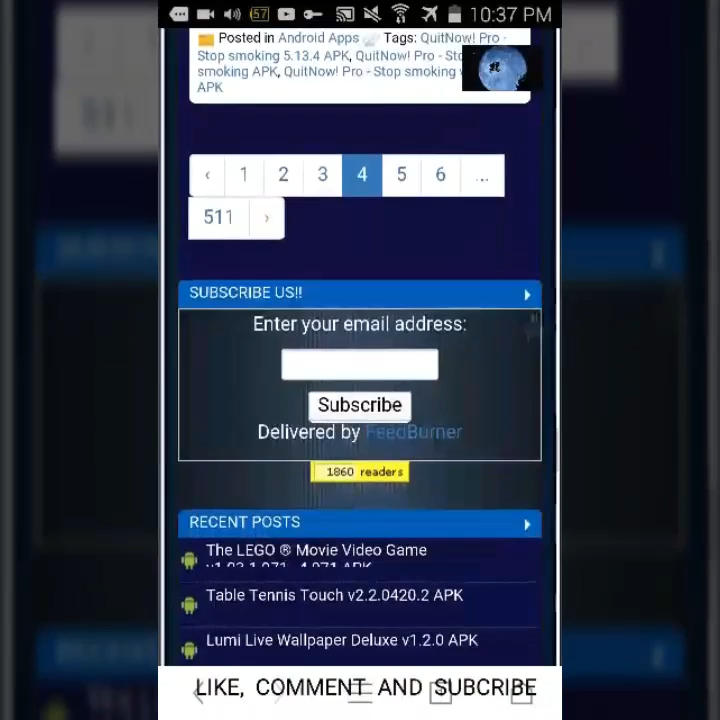 57 10:37 PM
Posted in Android Apps Tags: QuitNow! Pro -
Stop smoking 5.13.4 APK, QuitNow! Pro - Sto
smoking APK, QuitNow! Pro - Stop smoking
APK
‹ 1 2 3 4 5 6 ...
511 ›
SUBSCRIBE US!!
Enter your email address:
Subscribe
Delivered by FeedBurner
1860 readers
RECENT POSTS
The LEGO ® Movie Video Game
Table Tennis Touch v2.2.0420.2 APK
Lumi Live Wallpaper Deluxe v1.2.0 APK
LIKE, COMMENT AND SUBCRIBE